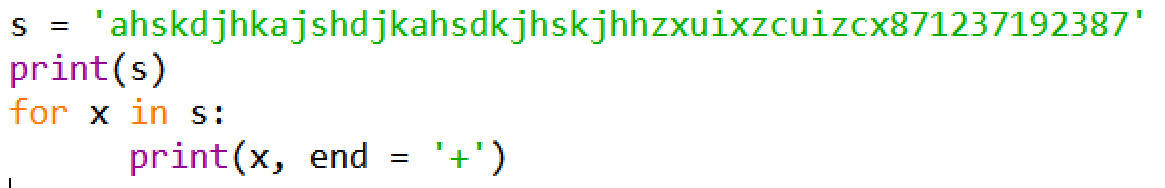 s = 'ahskdjhkajshdjkahsdkjhskjhhzxuixzcuizcx871237192387'
print(s)
for x in s:
      print(x, end = '+')